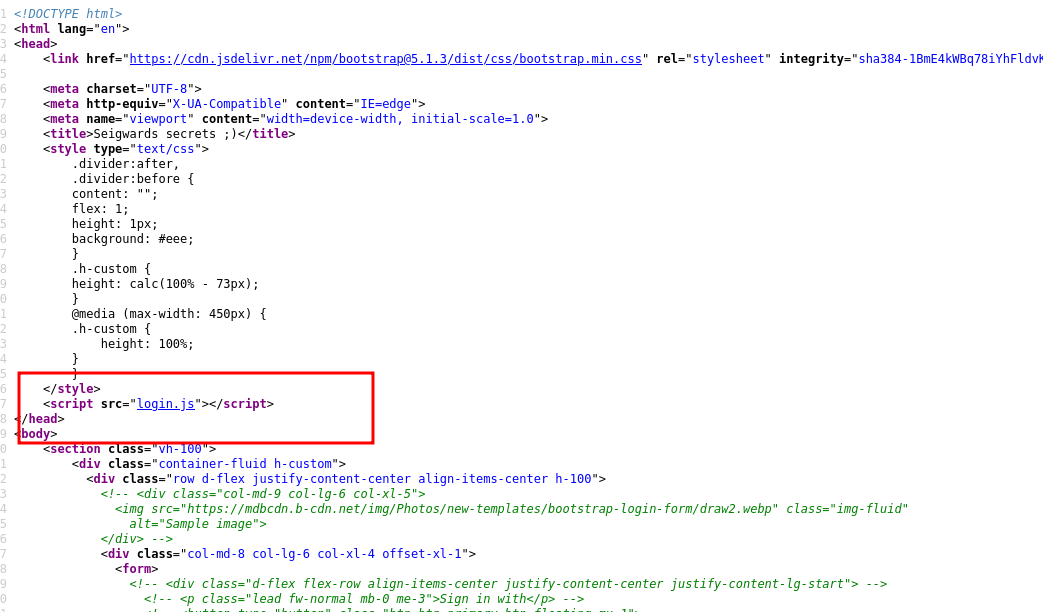 1 <!DOCTYPE html>
2 <html lang="en">
3 <head>
4 <link href="https://cdn.jsdelivr.net/npm/bootstrap@5.1.3/dist/css/bootstrap.min.css" rel="stylesheet" integrity="sha384-1BmE4kWBq78iYhFldvK
5
6 <meta charset="UTF-8">
7 <meta http-equiv="X-UA-Compatible" content="IE=edge">
8 <meta name="viewport" content="width=device-width, initial-scale=1.0">
9 <title>Seigwards secrets ;)</title>
0 <style type="text/css">
1 .divider:after,
2 .divider:before {
3 content: "";
4 flex: 1;
5 height: 1px;
6 background: #eee;
7 }
8 .h-custom {
9 height: calc(100% - 73px);
0 }
1 @media (max-width: 450px) {
2 .h-custom {
3 height: 100%;
4 }
5 }
6 </style>
7 <script src="login.js"></script>
8 </head>
9 <body>
0 <section class="vh-100">
1 <div class="container-fluid h-custom">
2 <div class="row d-flex justify-content-center align-items-center h-100">
3 <!-- <div class="col-md-9 col-lg-6 col-xl-5">
4 <img src="https://mdbcdn.b-cdn.net/img/Photos/new-templates/bootstrap-login-form/draw2.webp" class="img-fluid"
5 alt="Sample image">
6 </div> -->
7 <div class="col-md-8 col-lg-6 col-xl-4 offset-xl-1">
8 <form>
9 <!-- <div class="d-flex flex-row align-items-center justify-content-center justify-content-lg-start"> -->
0 <!-- <p class="lead fw-normal mb-0 me-3">Sign in with</p> -->
<!-- <button type="button" class="btn btn-primary btn-floating mx-1">